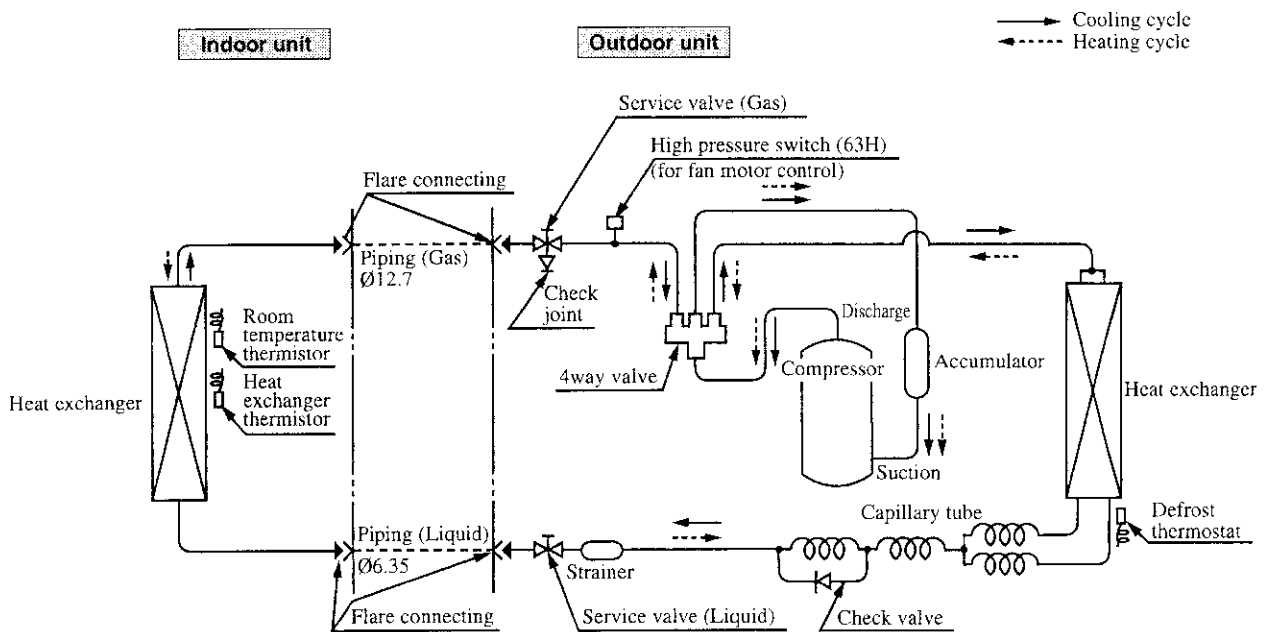 Cooling cycle
Heating cycle
Indoor unit
Outdoor unit
Service valve (Gas)
High pressure switch (63H)
(for fan motor control)
Flare connecting
Piping (Gas)
Ø12.7
Check
joint
Room
temperature
thermistor
Heat
exchanger
thermistor
Heat exchanger
4way valve
Discharge
Compressor
Accumulator
Heat exchanger
Suction
Capillary tube
Defrost
thermostat
Piping (Liquid)
Ø6.35
Strainer
Flare connecting
Service valve (Liquid)
Check valve